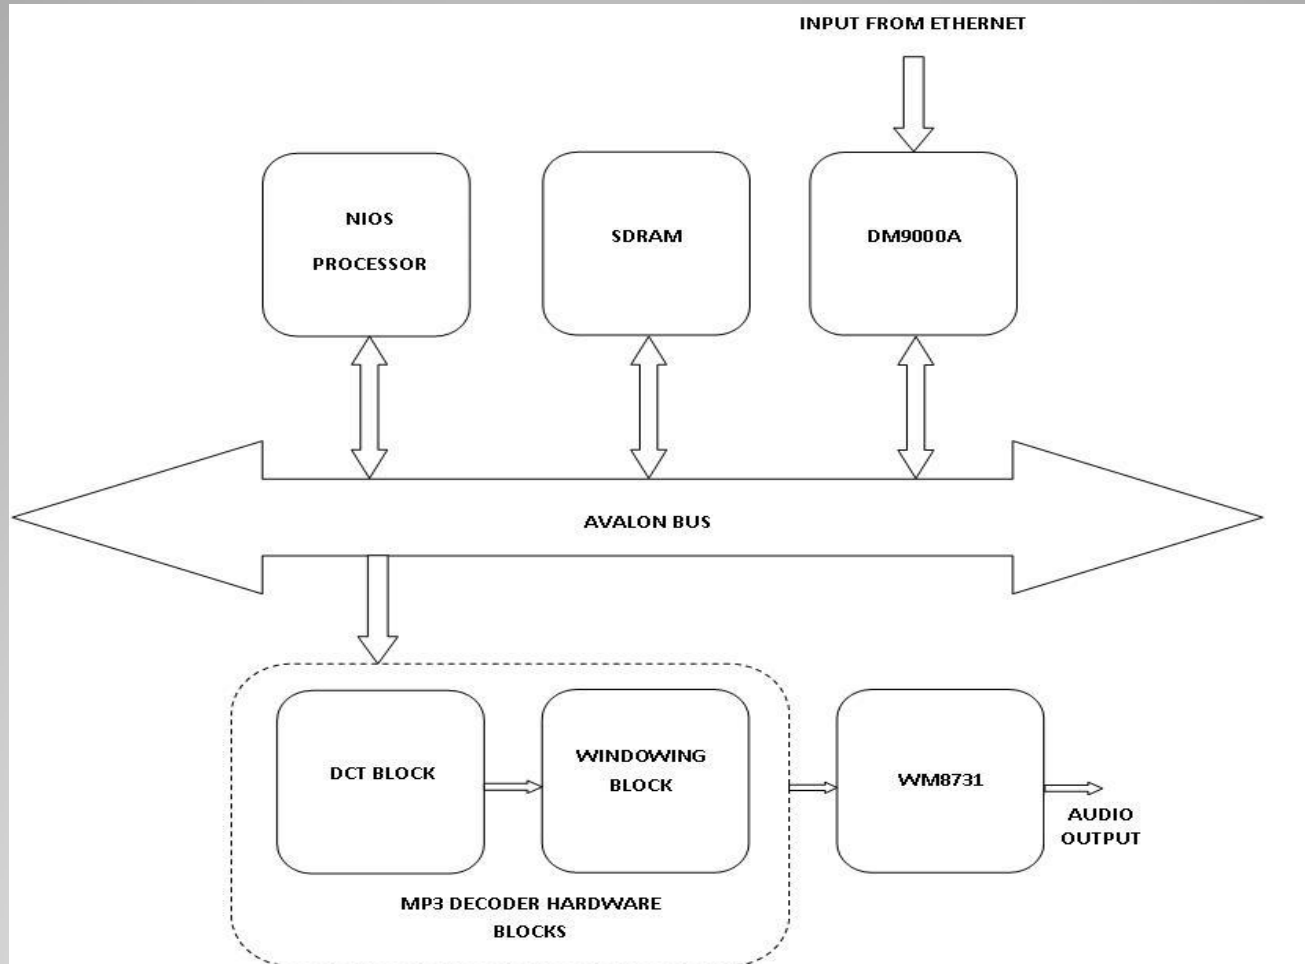 INPUT FROM ETHERNET
NIOS
PROCESSOR
SDRAM
DM9000A
AVALON BUS
DCT BLOCK
WINDOWING
BLOCK
WM8731
AUDIO
OUTPUT
MP3 DECODER HARDWARE
BLOCKS